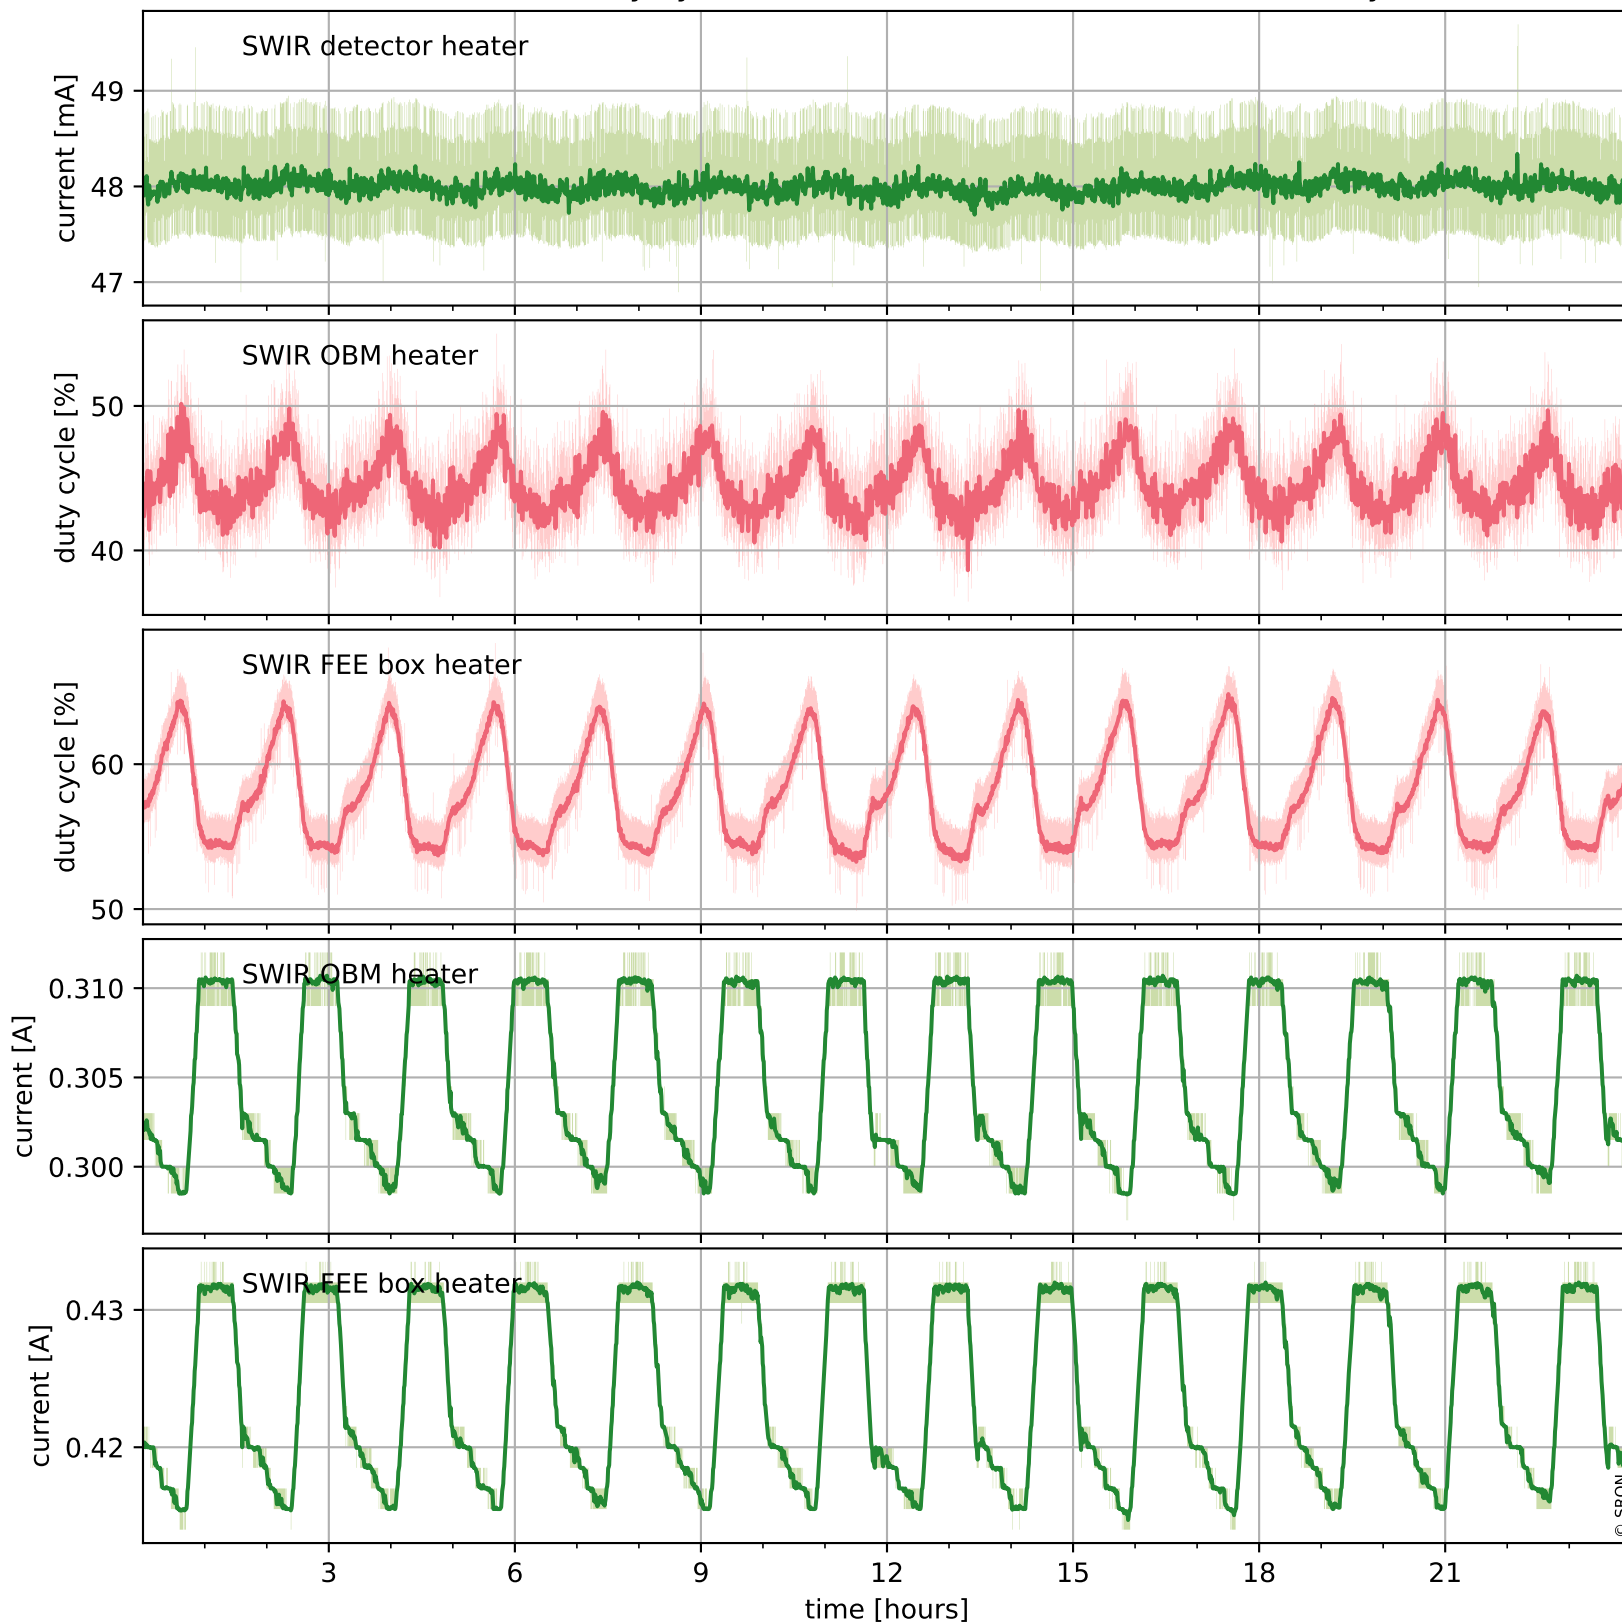 SWIR detector heater
49
48
47
current [mA]
SWIR OBM heater
50
40
duty cycle [%]
SWIR FEE box heater
60
50
duty cycle [%]
SWIR OBM heater
0.310
0.305
0.300
current [A]
SWIR FEE box heater
0.43
0.42
current [A]
© SRON
3 6 9 12 15 18 21
time [hours]